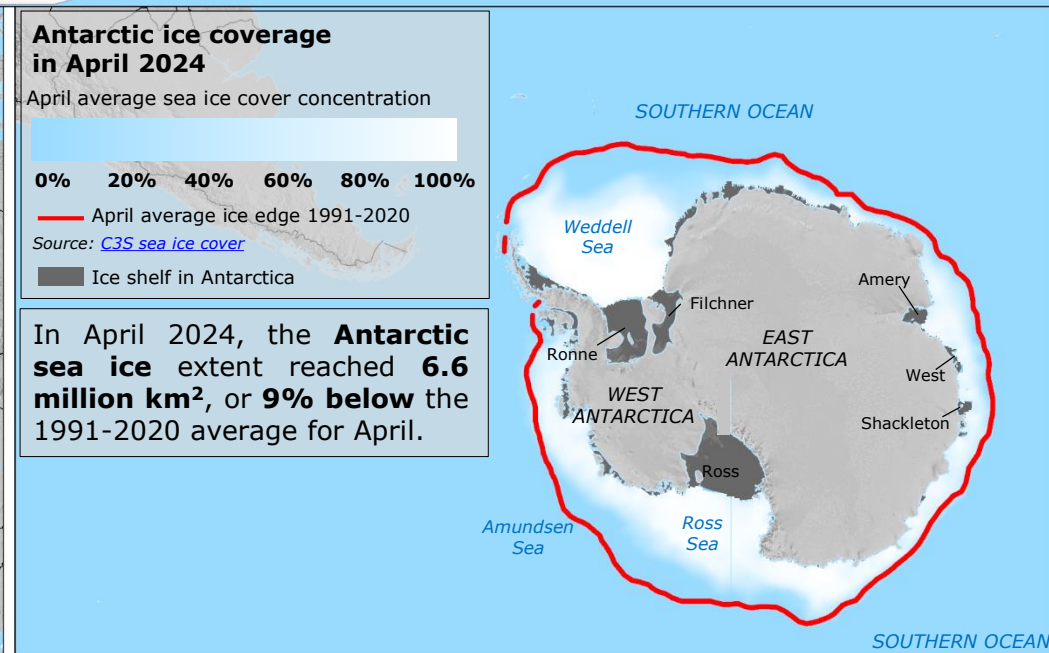 Antarctic ice coverage
in April 2024
April average sea ice cover concentration
0% 20% 40% 60% 80% 100%
April average ice edge 1991-2020
Source: C3S sea ice cover
Ice shelf in Antarctica
In April 2024, the Antarctic
sea ice extent reached 6.6
million km², or 9% below the
1991-2020 average for April.
SOUTHERN OCEAN
Weddell
Sea
Amery
Filchner
Ronne
EAST
ANTARCTICA
West
WEST
ANTARCTICA
Shackleton
Ross
Amundsen
Sea
Ross
Sea
SOUTHERN OCEAN